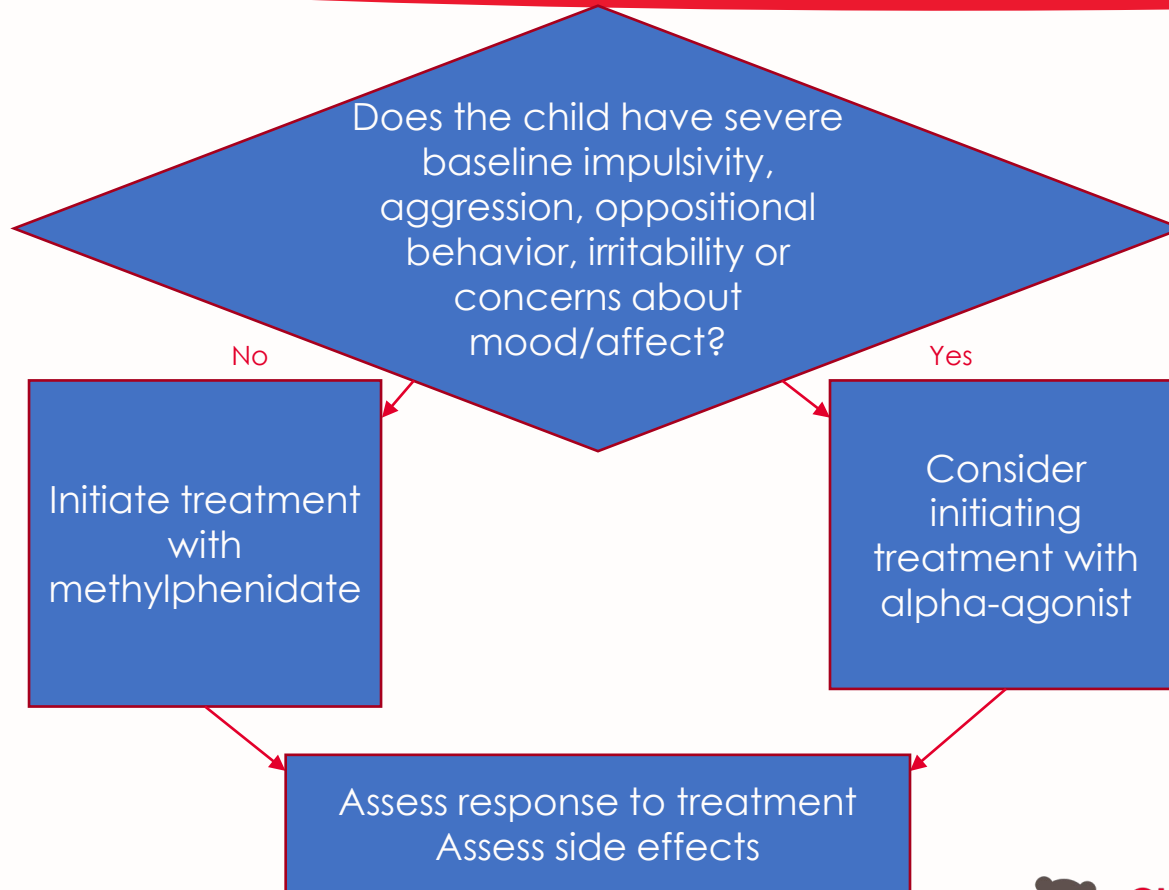 Does the child have severe
baseline impulsivity,
aggression, oppositional
behavior, irritability or
concerns about
mood/affect?
No
Yes
Initiate treatment
with
methylphenidate
Consider
initiating
treatment with
alpha-agonist
Assess response to treatment
Assess side effects